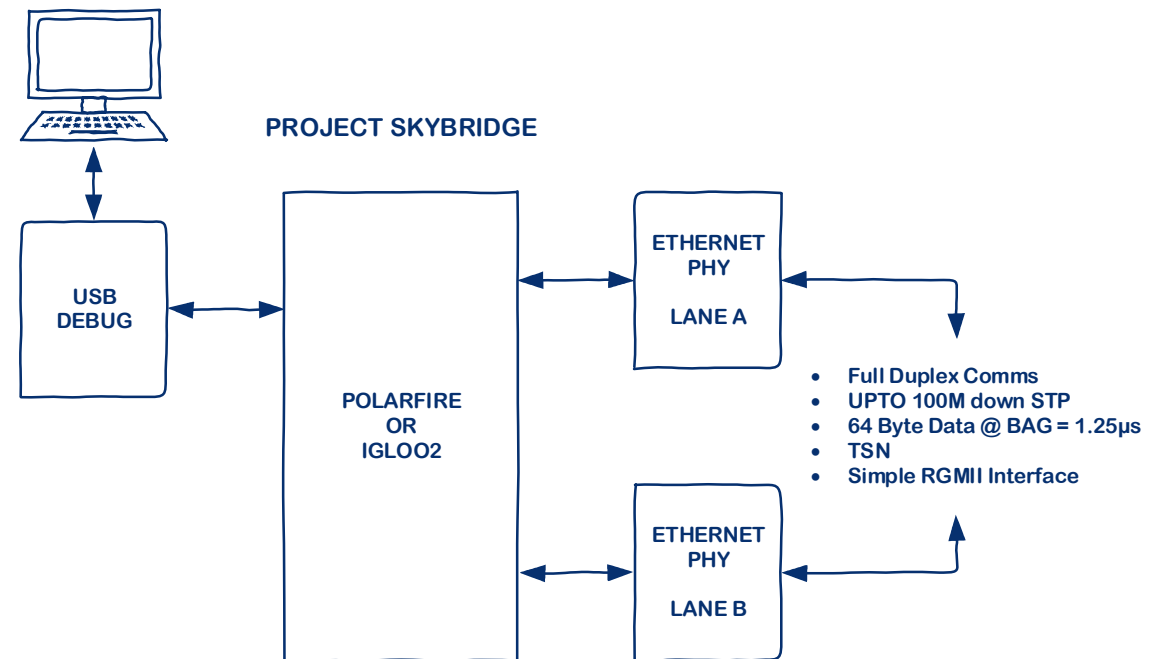 PROJECT SKYBRIDGE
USB
DEBUG
POLARFIRE
OR
IGLOO2
ETHERNET
PHY
LANE A
• Full Duplex Comms
• UPTO 100M down STP
• 64 Byte Data @ BAG = 1.25µs
• TSN
• Simple RGMII Interface
ETHERNET
PHY
LANE B